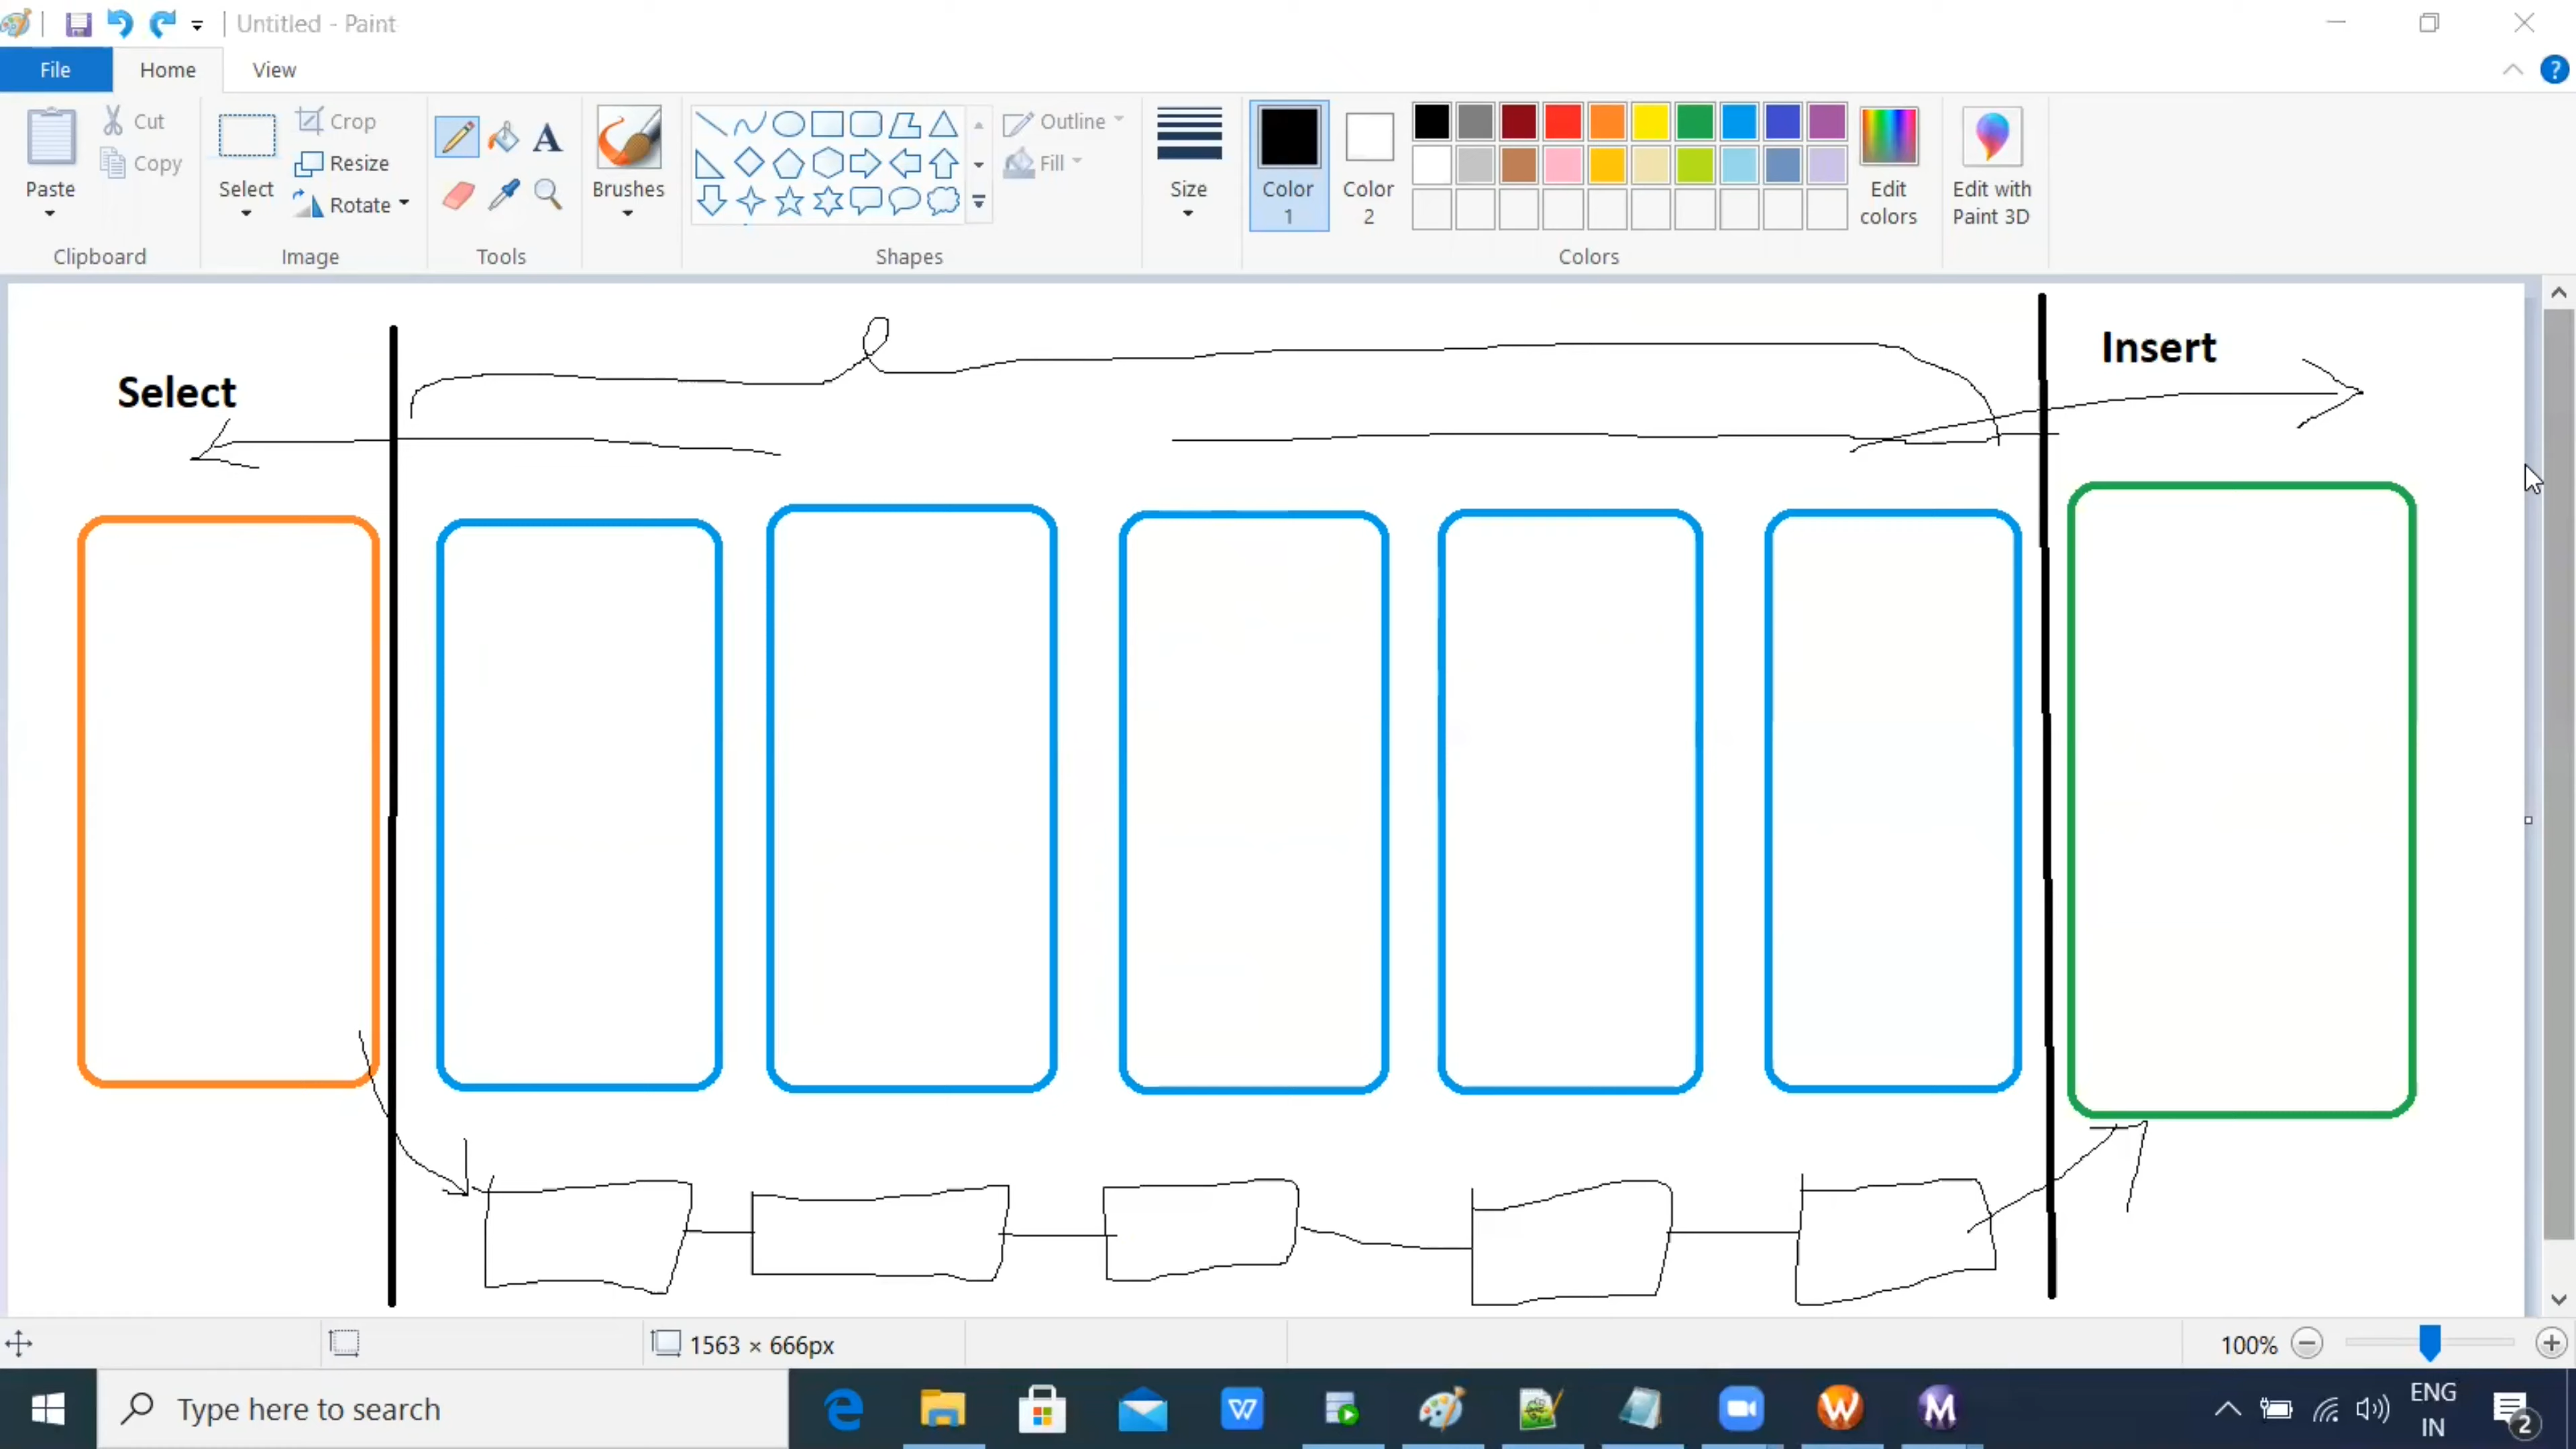 Untitled - Paint
File Home View
Paste
Cut
Copy
Clipboard
Select
Crop
Resize
Rotate
Image
Tools
Brushes
Shapes
Outline
Fill
Size
Color 1
Color 2
Edit colors
Colors
Edit with Paint 3D
Select
Insert
1563 × 666px
100%
Type here to search
ENG
IN
2